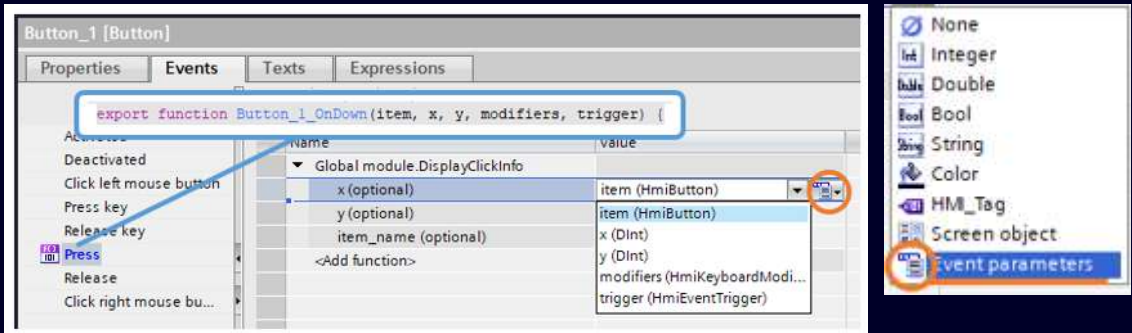 Button_1 [Button]
Properties Events Texts Expressions
export function Button_1_OnDown(item, x, y, modifiers, trigger) {
Name Value
Deactivated
Click left mouse button
Press key
Release key
Press
Release
Click right mouse bu...
Global module.DisplayClickInfo
x (optional) item (HmiButton)
y (optional)
item_name (optional)
<Add function>
item (HmiButton)
x (DInt)
y (DInt)
modifiers (HmiKeyboardModi...
trigger (HmiEventTrigger)
None
Int Integer
Double
Bool Bool
String
Color
HMI_Tag
Screen object
Event parameters